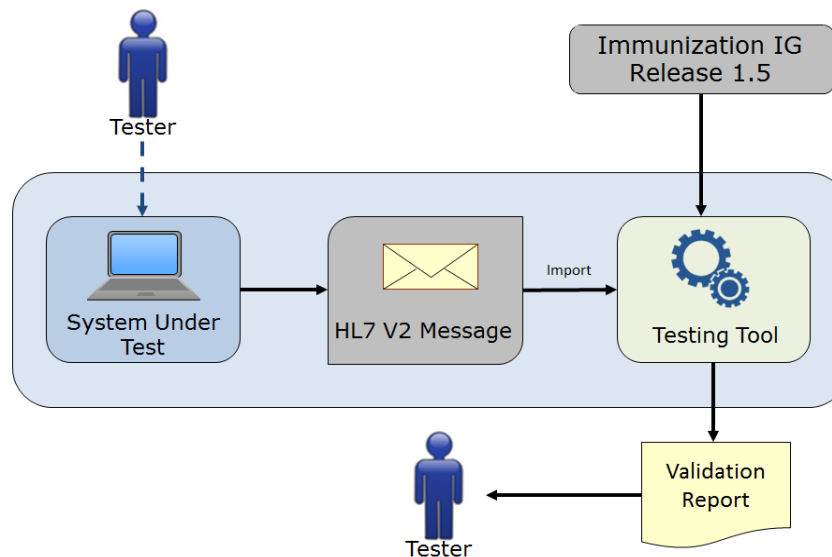 Immunization IG
Release 1.5
Tester
System Under
Test
HL7 V2 Message
Import
Testing Tool
Validation
Report
Tester